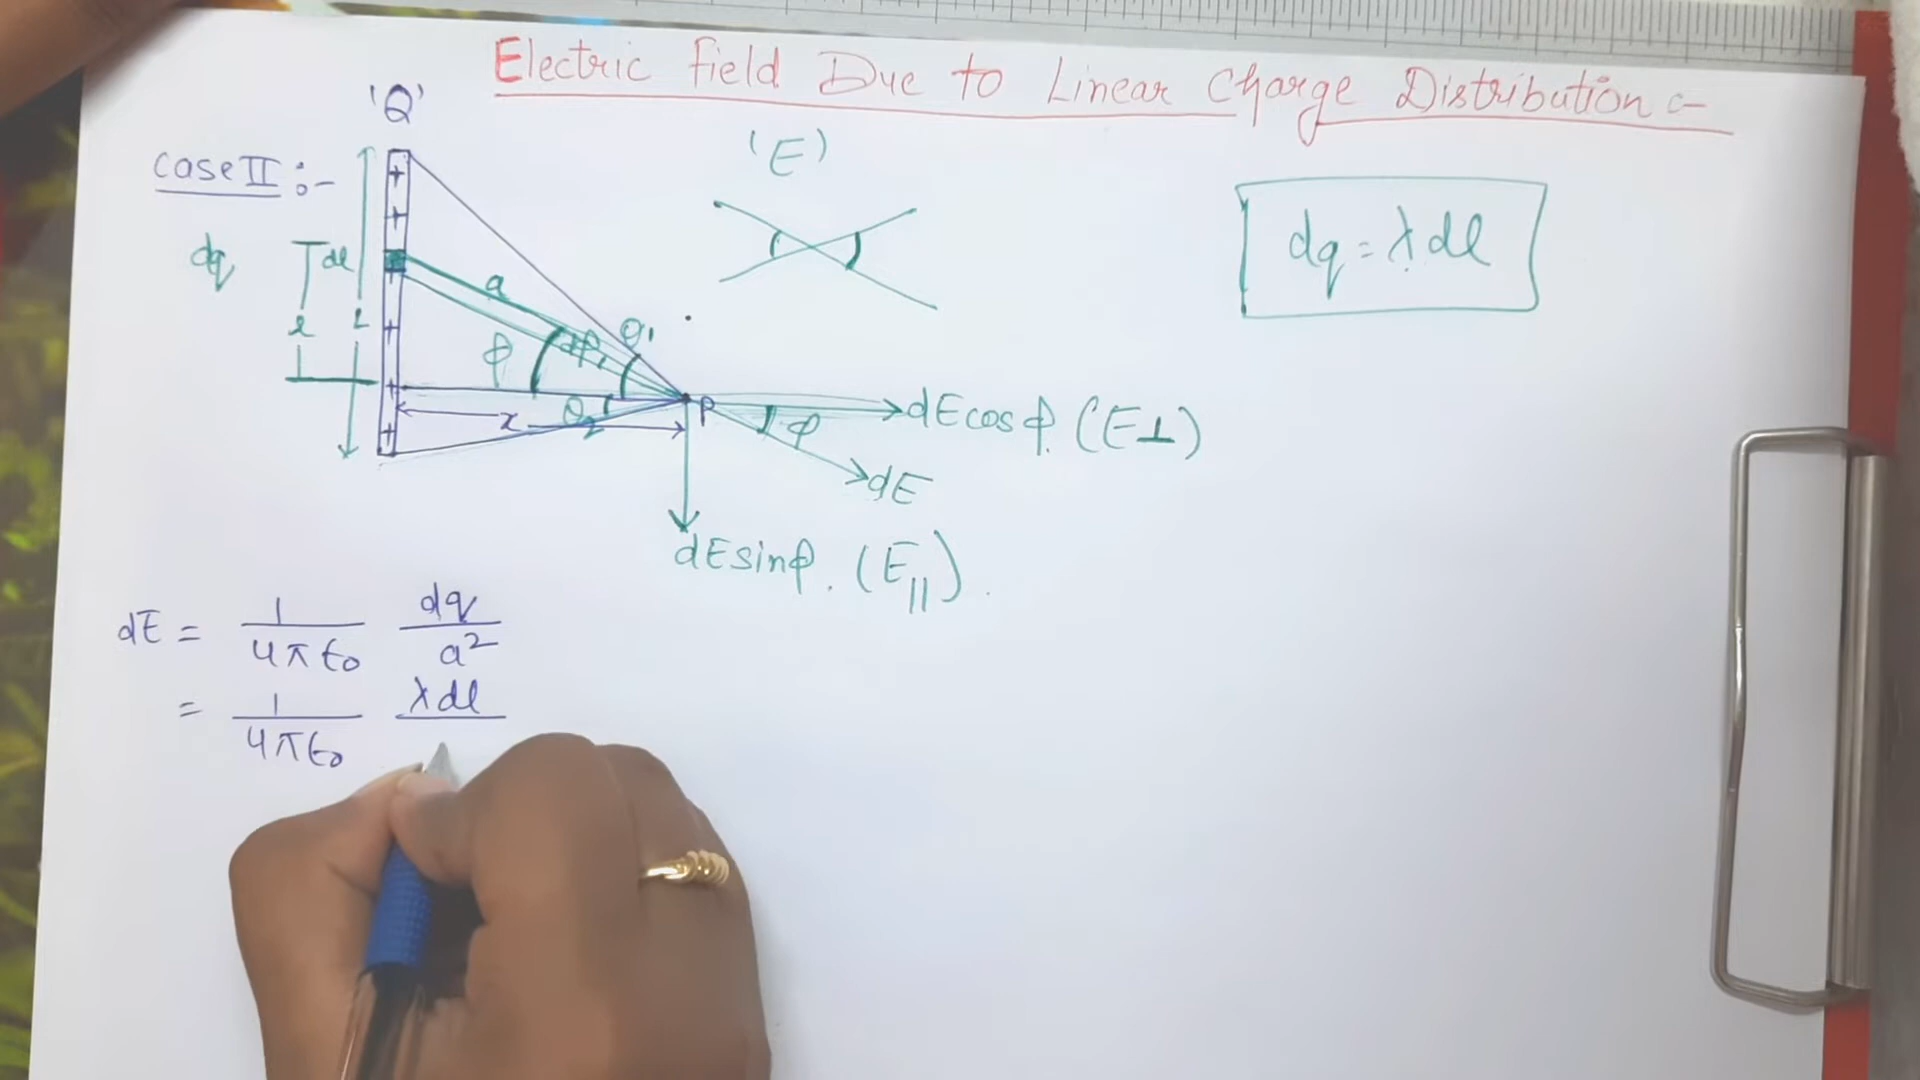 Electric field Due to Linear Charge Distribution :-
'Q'
Case II :-
(E)
dq = λ dl
dq
dl
a
l
L
φ
dφ
θ₁
θ₂
x
P
φ
dE cos φ. (E⊥)
dE
dE sin φ. (E||).
dE = 1/4πε₀ dq/a²
= 1/4πε₀ λdl